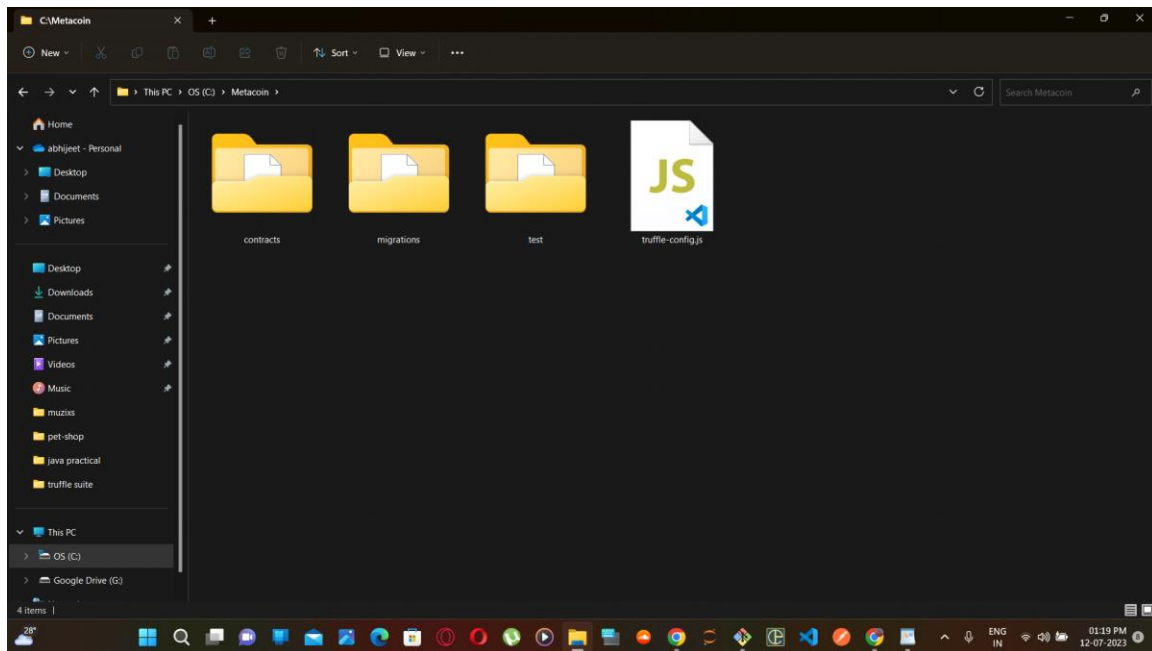 C:\Metacoin
New
Sort
View
This PC > OS (C:) > Metacoin >
Search Metacoin
Home
abhijeet - Personal
Desktop
Documents
Pictures
Desktop
Downloads
Documents
Pictures
Videos
Music
muzixs
pet-shop
java practical
truffle suite
This PC
OS (C:)
Google Drive (G:)
JS
contracts
migrations
test
truffle-config.js
4 items
28°
ENG
IN
01:19 PM
12-07-2023